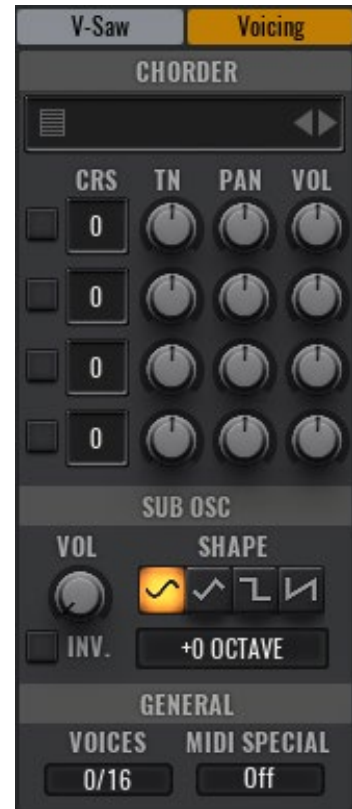 V-Saw Voicing
CHORDER
CRS TN PAN VOL
0
0
0
0
SUB OSC
VOL SHAPE
INV. +0 OCTAVE
GENERAL
VOICES MIDI SPECIAL
0/16 Off